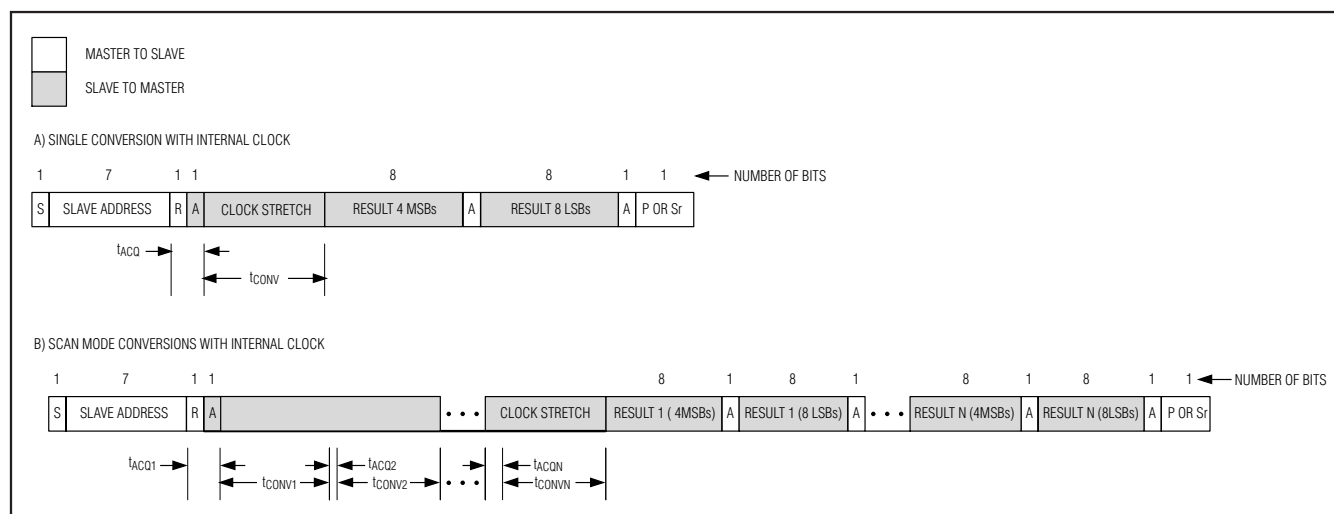 MASTER TO SLAVE
SLAVE TO MASTER
A) SINGLE CONVERSION WITH INTERNAL CLOCK
1 7 1 1 8 8 1 1 NUMBER OF BITS
S SLAVE ADDRESS R A CLOCK STRETCH RESULT 4 MSBs A RESULT 8 LSBs A P OR Sr
tACQ
tCONV
B) SCAN MODE CONVERSIONS WITH INTERNAL CLOCK
1 7 1 1 8 1 8 1 8 1 8 1 1 NUMBER OF BITS
S SLAVE ADDRESS R A • • • CLOCK STRETCH RESULT 1 ( 4MSBs) A RESULT 1 (8 LSBs) A • • • RESULT N (4MSBs) A RESULT N (8LSBs) A P OR Sr
tACQ1 tACQ2 tACQN
tCONV1 tCONV2 • • • tCONVN